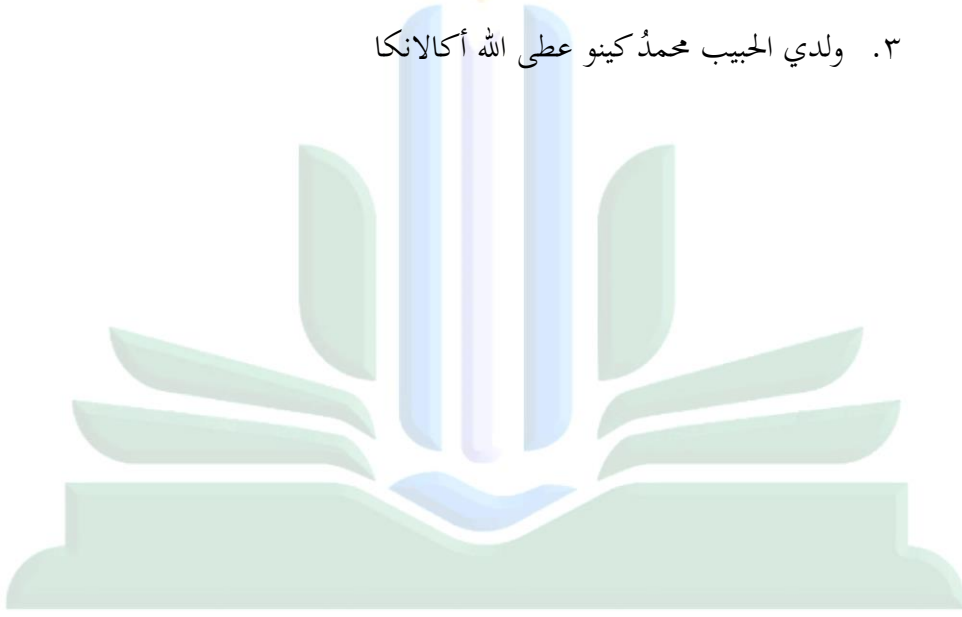 ٣. ولدي الحبيب محمدُ كينو عطى الله أكالانكا